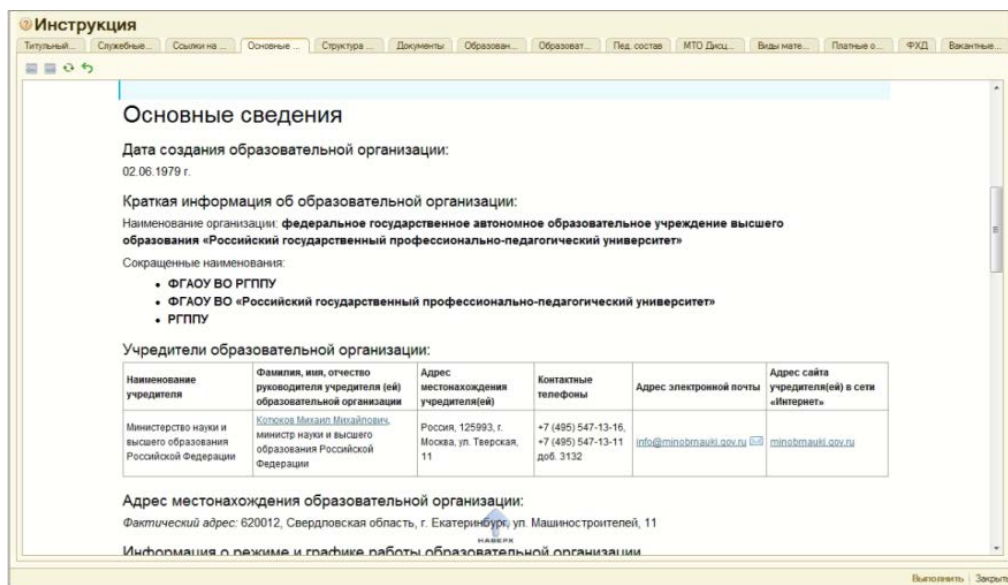 Инструкция
Титульный... Служебные... Ссылки на ... Основные ... Структура ... Документы Образован... Образоват... Пед. состав МТО Дисц... Виды мате... Платные о... ФХД Вакантные...
Основные сведения
Дата создания образовательной организации:
02.06.1979 г.
Краткая информация об образовательной организации:
Наименование организации: федеральное государственное автономное образовательное учреждение высшего
образования «Российский государственный профессионально-педагогический университет»
Сокращенные наименования:
• ФГАОУ ВО РГППУ
• ФГАОУ ВО «Российский государственный профессионально-педагогический университет»
• РГППУ
Учредители образовательной организации:
Наименование
учредителя
Фамилия, имя, отчество
руководителя учредителя (ей)
образовательной организации
Адрес
местонахождения
учредителя(ей)
Контактные
телефоны
Адрес электронной почты
Адрес сайта
учредителя(ей) в сети
«Интернет»
Министерство науки и
высшего образования
Российской Федерации
Котюков Михаил Михайлович,
министр науки и высшего
образования Российской
Федерации
Россия, 125993, г.
Москва, ул. Тверская,
11
+7 (495) 547-13-16,
+7 (495) 547-13-11
доб. 3132
info@minobrnauki.gov.ru
minobrnauki.gov.ru
Адрес местонахождения образовательной организации:
Фактический адрес: 620012, Свердловская область, г. Екатеринбург, ул. Машиностроителей, 11
НАВЕРХ
Информация о режиме и графике работы образовательной организации
Выполнить Закрыть